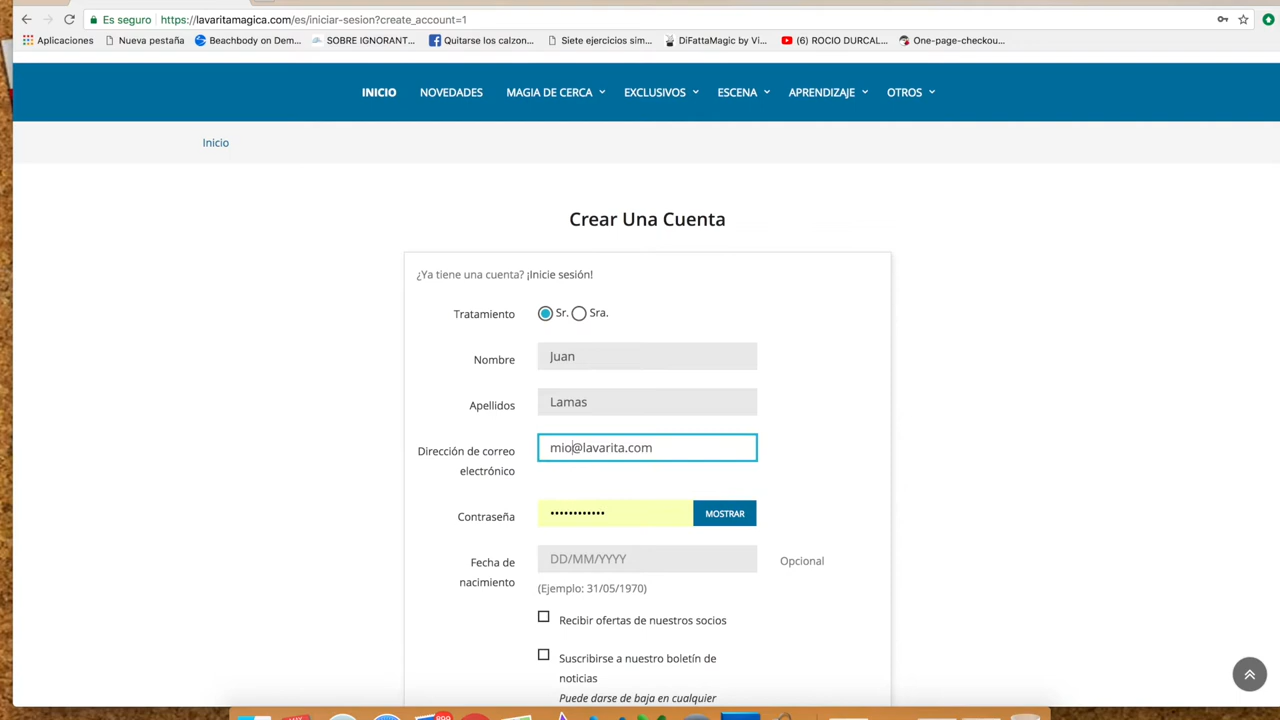 Es seguro https://lavaritamagica.com/es/iniciar-sesion?create_account=1
Aplicaciones Nueva pestaña Beachbody on Dem... SOBRE IGNORANT... Quitarse los calzon... Siete ejercicios sim... DiFattaMagic by Vi... (6) ROCIO DURCAL... One-page-checkou...
INICIO NOVEDADES MAGIA DE CERCA EXCLUSIVOS ESCENA APRENDIZAJE OTROS
Inicio
Crear Una Cuenta
¿Ya tiene una cuenta? ¡Inicie sesión!
Tratamiento Sr. Sra.
Nombre Juan
Apellidos Lamas
Dirección de correo electrónico mio@lavarita.com
Contraseña •••••••••••• MOSTRAR
Fecha de nacimiento DD/MM/YYYY Opcional
(Ejemplo: 31/05/1970)
Recibir ofertas de nuestros socios
Suscribirse a nuestro boletín de
noticias
Puede darse de baja en cualquier